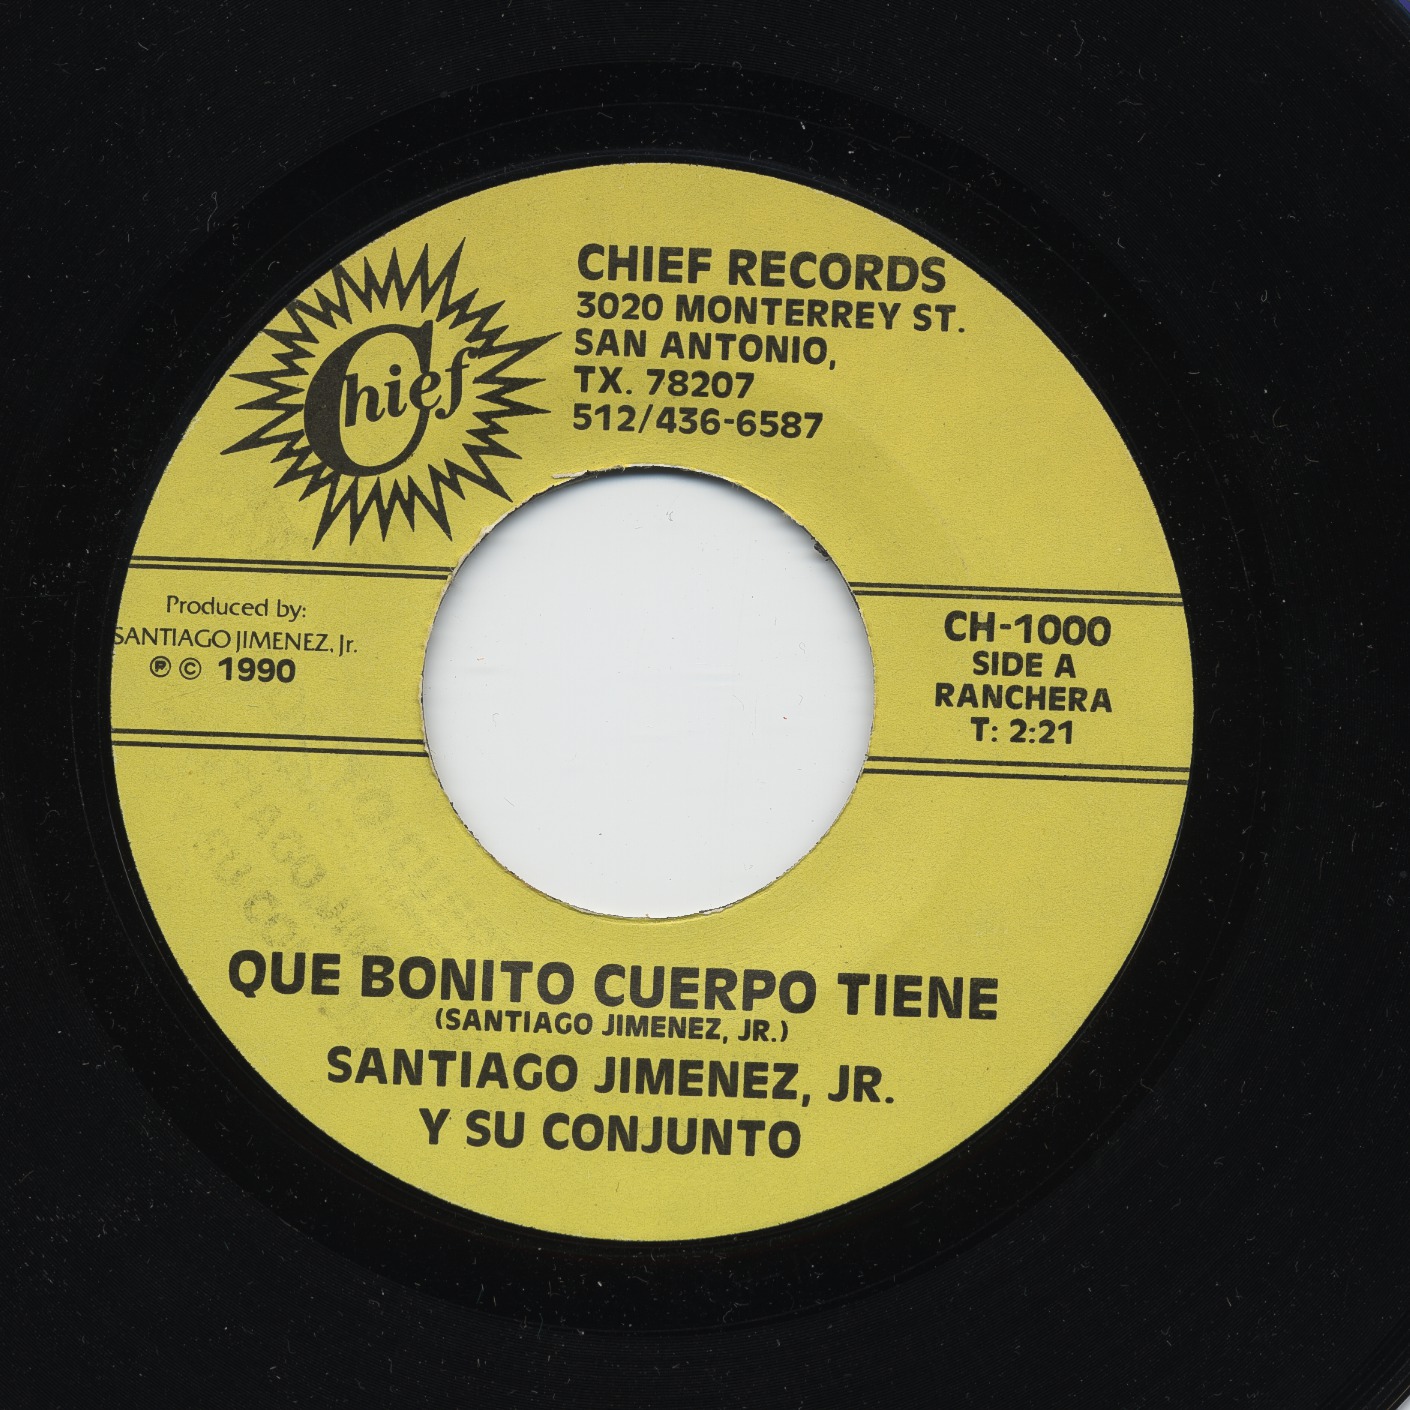 Chief
CHIEF RECORDS
3020 MONTERREY ST.
SAN ANTONIO,
TX. 78207
512/436-6587
Produced by:
SANTIAGO JIMENEZ, Jr.
℗ © 1990
CH-1000
SIDE A
RANCHERA
T: 2:21
QUE BONITO CUERPO TIENE
(SANTIAGO JIMENEZ, JR.)
SANTIAGO JIMENEZ, JR.
Y SU CONJUNTO